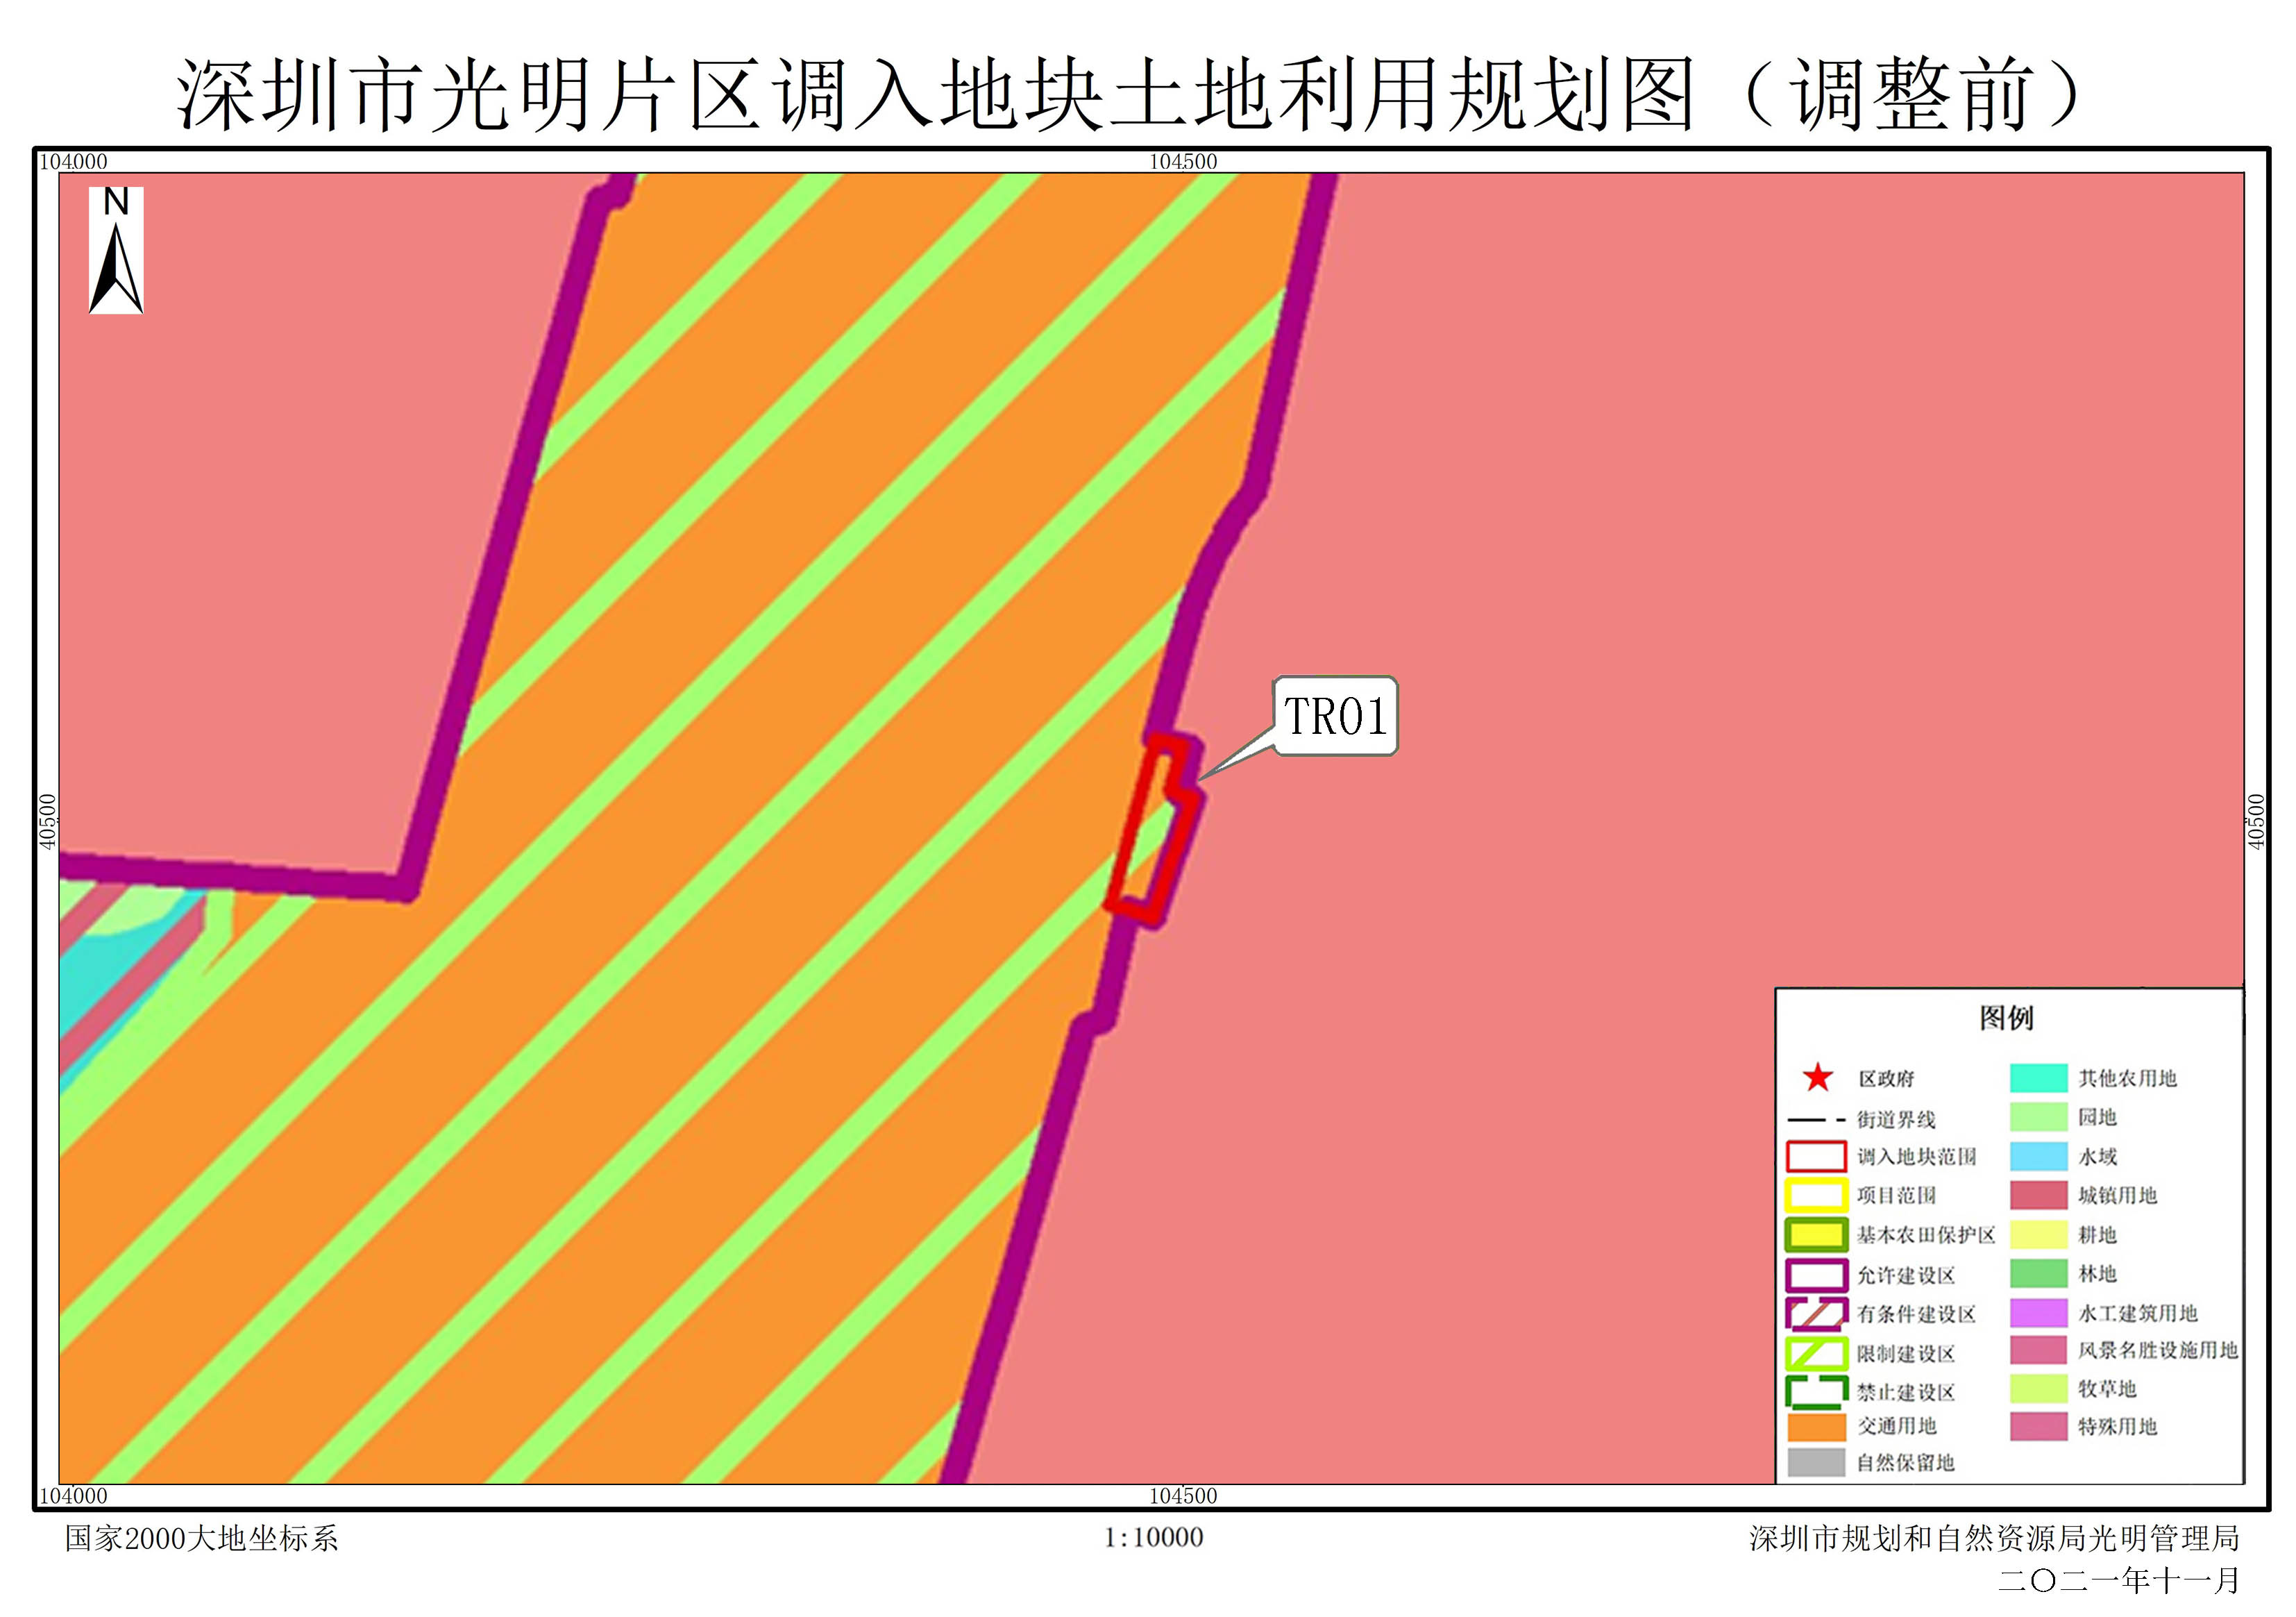 深圳市光明片区调入地块土地利用规划图（调整前）
104000
104500
N
TR01
40500
40500
图例
区政府
街道界线
调入地块范围
项目范围
基本农田保护区
允许建设区
有条件建设区
限制建设区
禁止建设区
交通用地
自然保留地
其他农用地
园地
水域
城镇用地
耕地
林地
水工建筑用地
风景名胜设施用地
牧草地
特殊用地
104000
104500
国家2000大地坐标系
1:10000
深圳市规划和自然资源局光明管理局
二〇二一年十一月